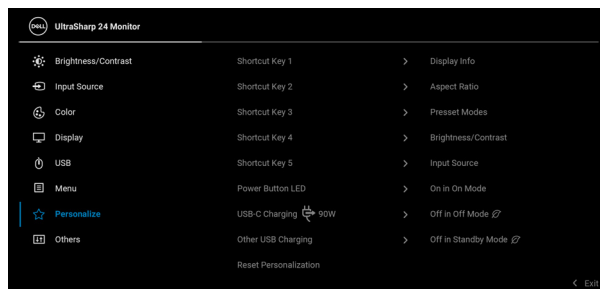 DELL UltraSharp 24 Monitor
Brightness/Contrast Shortcut Key 1 > Display Info
Input Source Shortcut Key 2 > Aspect Ratio
Color Shortcut Key 3 > Presset Modes
Display Shortcut Key 4 > Brightness/Contrast
USB Shortcut Key 5 > Input Source
Menu Power Button LED > On in On Mode
Personalize USB-C Charging 90W > Off in Off Mode
Others Other USB Charging > Off in Standby Mode
Reset Personalization
< Exit